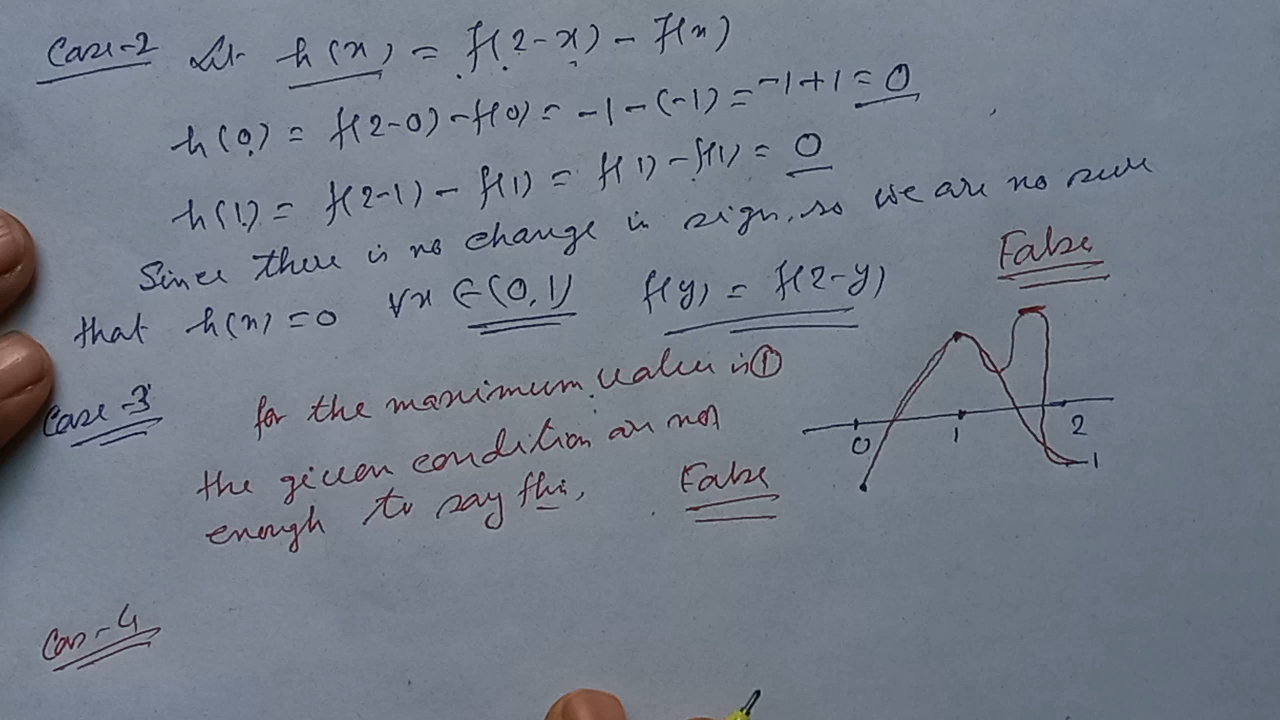 Case-2 Let h(x) = f(2-x) - f(x)
h(0) = f(2-0) - f(0) = -1-(-1) = -1+1 = 0
h(1) = f(2-1) - f(1) = f(1) - f(1) = 0
Since there is no change in sign, so we are no sure
that h(x) = 0 ∀x ∈ (0,1) f(y) = f(2-y) False
Case-3 for the maximum value is ①
the given condition are not
enough to say this, False
0 1 2
-1
Cas-4